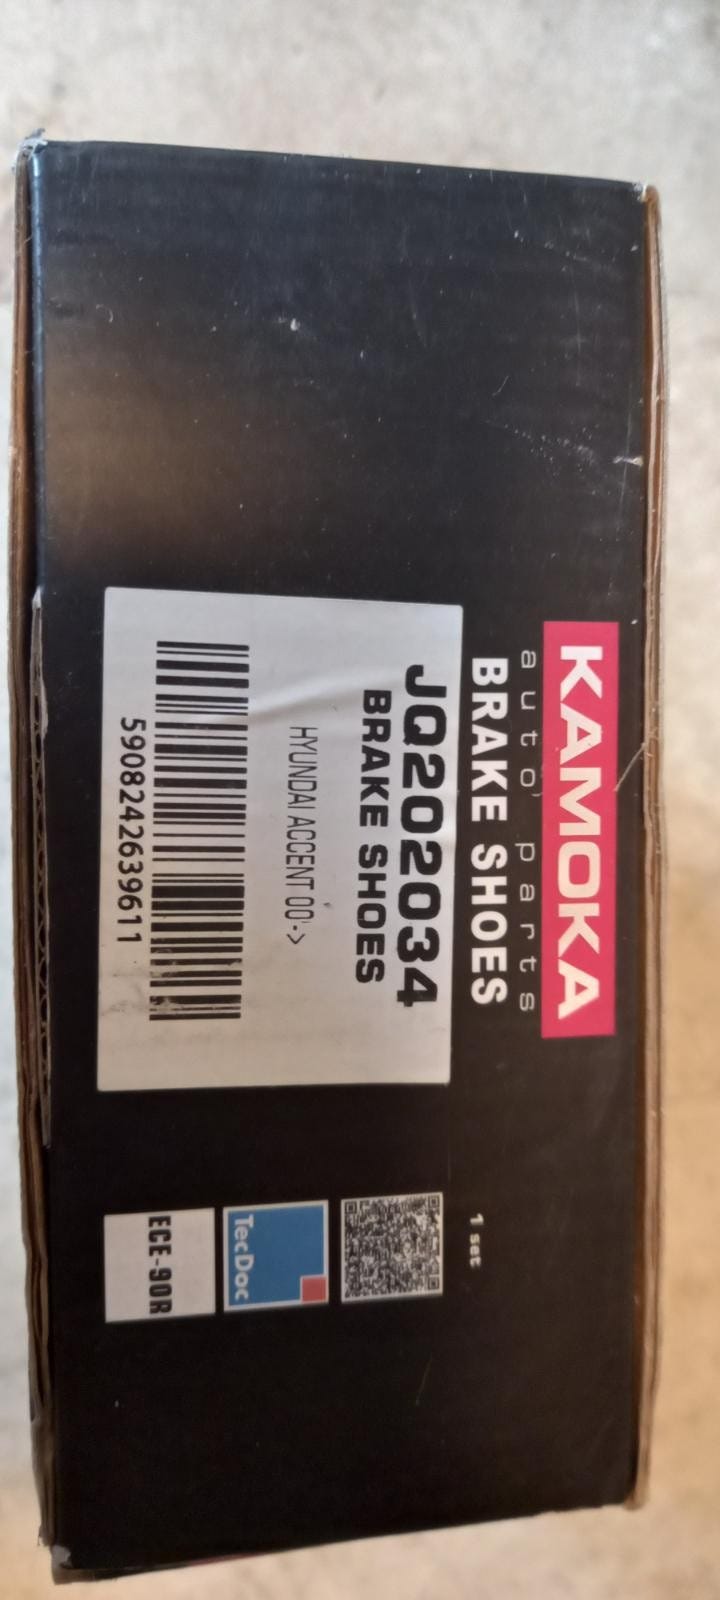 KAMOKA
auto parts
BRAKE SHOES
JQ202034
BRAKE SHOES
HYUNDAI ACCENT 00'->
5908242639611
1 set
TecDoc
ECE-90R